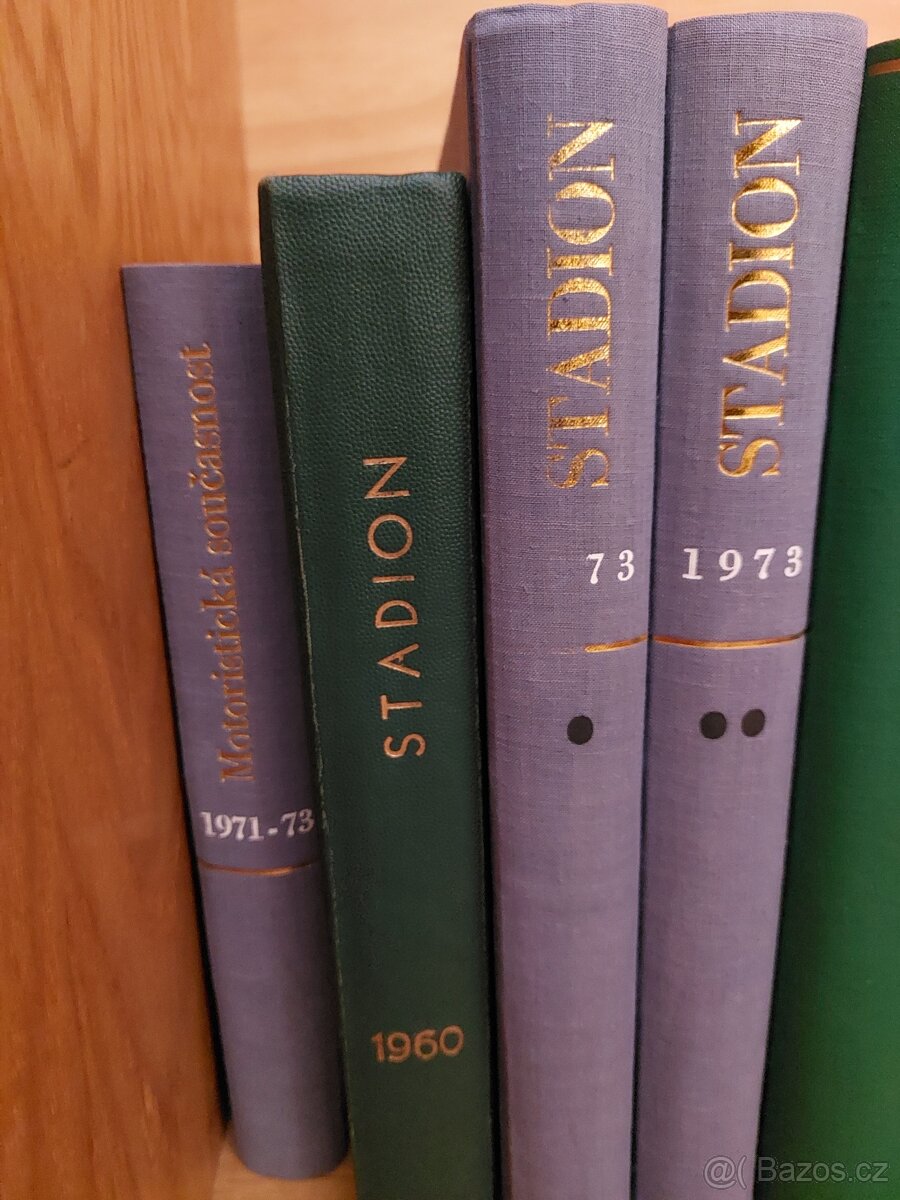 Motoristická současnost
1971-73
STADION
1960
STADION
73
STADION
1973
@( Bazos.cz